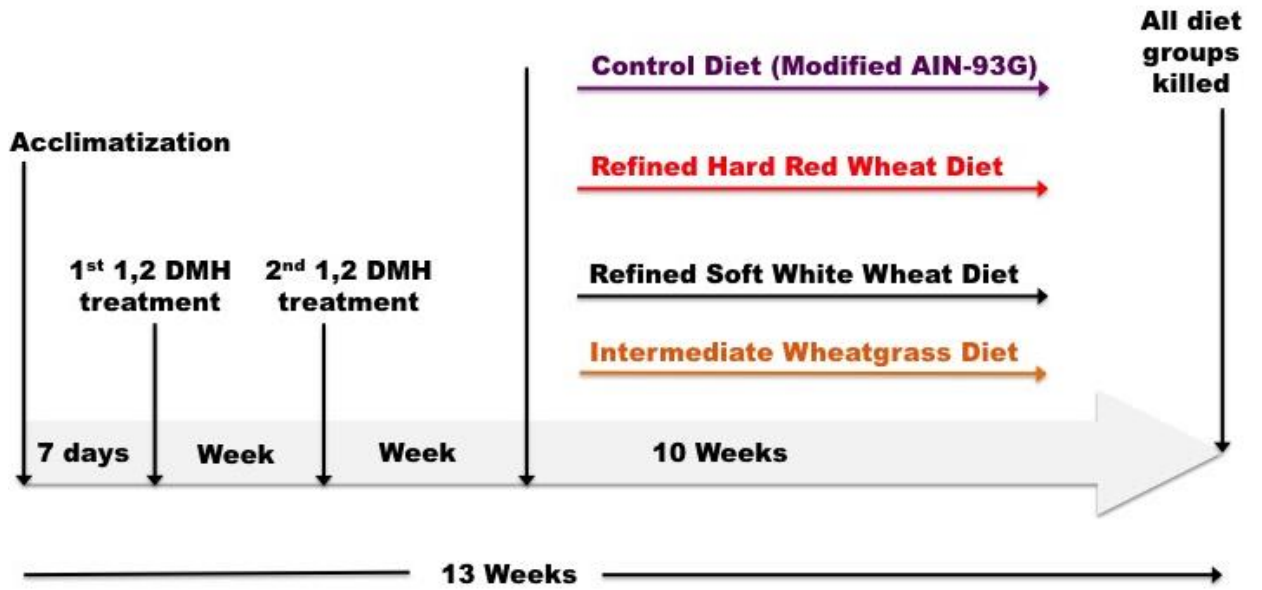 All diet
groups
killed
Control Diet (Modified AIN-93G)
Acclimatization
Refined Hard Red Wheat Diet
1st 1,2 DMH
treatment
2nd 1,2 DMH
treatment
Refined Soft White Wheat Diet
Intermediate Wheatgrass Diet
7 days
Week
Week
10 Weeks
13 Weeks